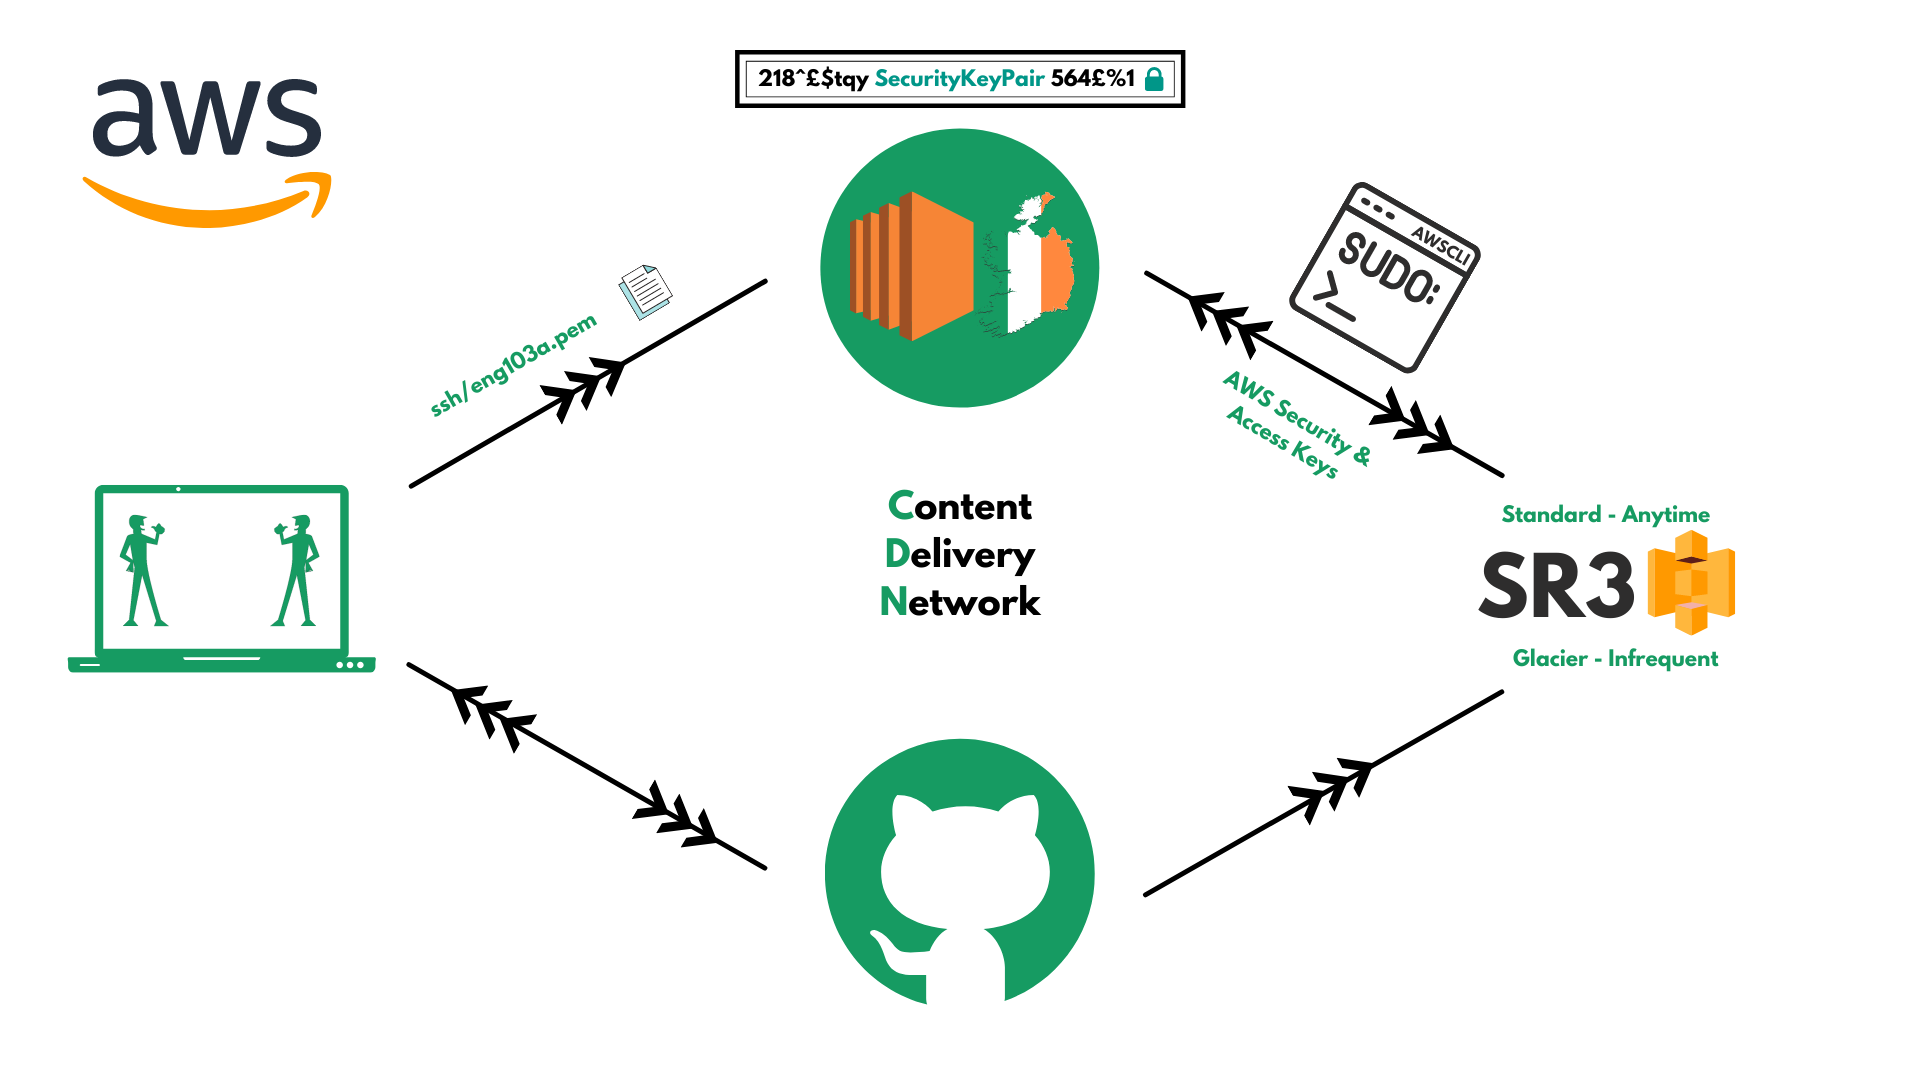 aws
218^£$tqy SecurityKeyPair 564£%1
AWSCLI
SUDO:
>_
ssh/eng103a.pem
AWS Security &
Access Keys
Content
Delivery
Network
Standard - Anytime
SR3
Glacier - Infrequent